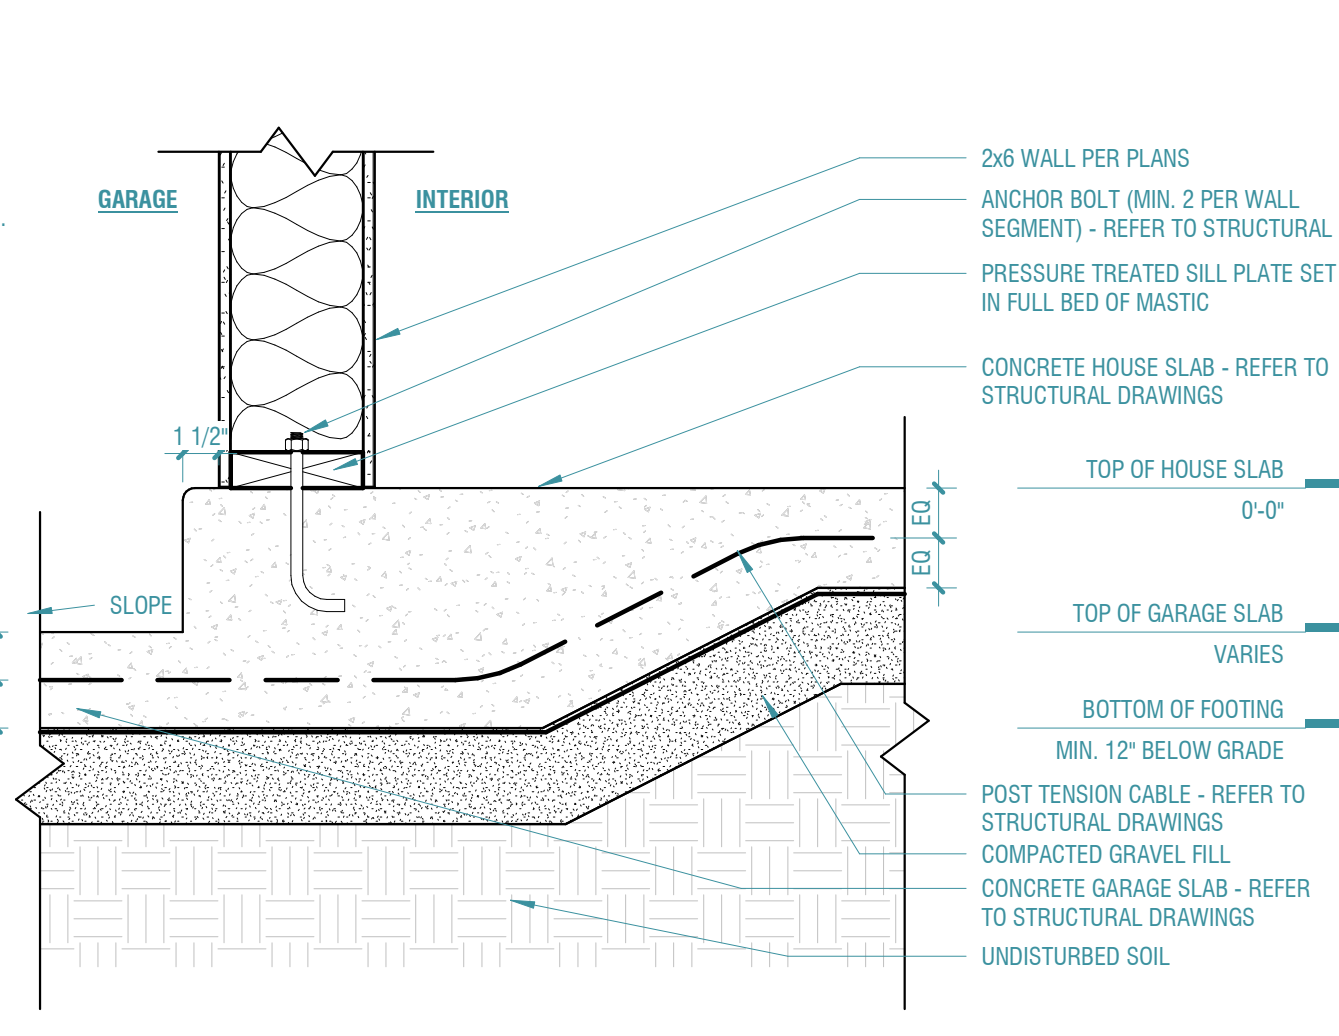 GARAGE
INTERIOR
2x6 WALL PER PLANS
ANCHOR BOLT (MIN. 2 PER WALL
SEGMENT) - REFER TO STRUCTURAL
PRESSURE TREATED SILL PLATE SET
IN FULL BED OF MASTIC
CONCRETE HOUSE SLAB - REFER TO
STRUCTURAL DRAWINGS
1 1/2"
TOP OF HOUSE SLAB
0'-0"
EQ
EQ
SLOPE
TOP OF GARAGE SLAB
VARIES
BOTTOM OF FOOTING
MIN. 12" BELOW GRADE
POST TENSION CABLE - REFER TO
STRUCTURAL DRAWINGS
COMPACTED GRAVEL FILL
CONCRETE GARAGE SLAB - REFER
TO STRUCTURAL DRAWINGS
UNDISTURBED SOIL